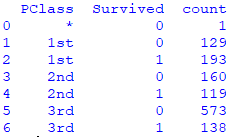 PClass Survived count
0 * 0 1
1 1st 0 129
2 1st 1 193
3 2nd 0 160
4 2nd 1 119
5 3rd 0 573
6 3rd 1 138